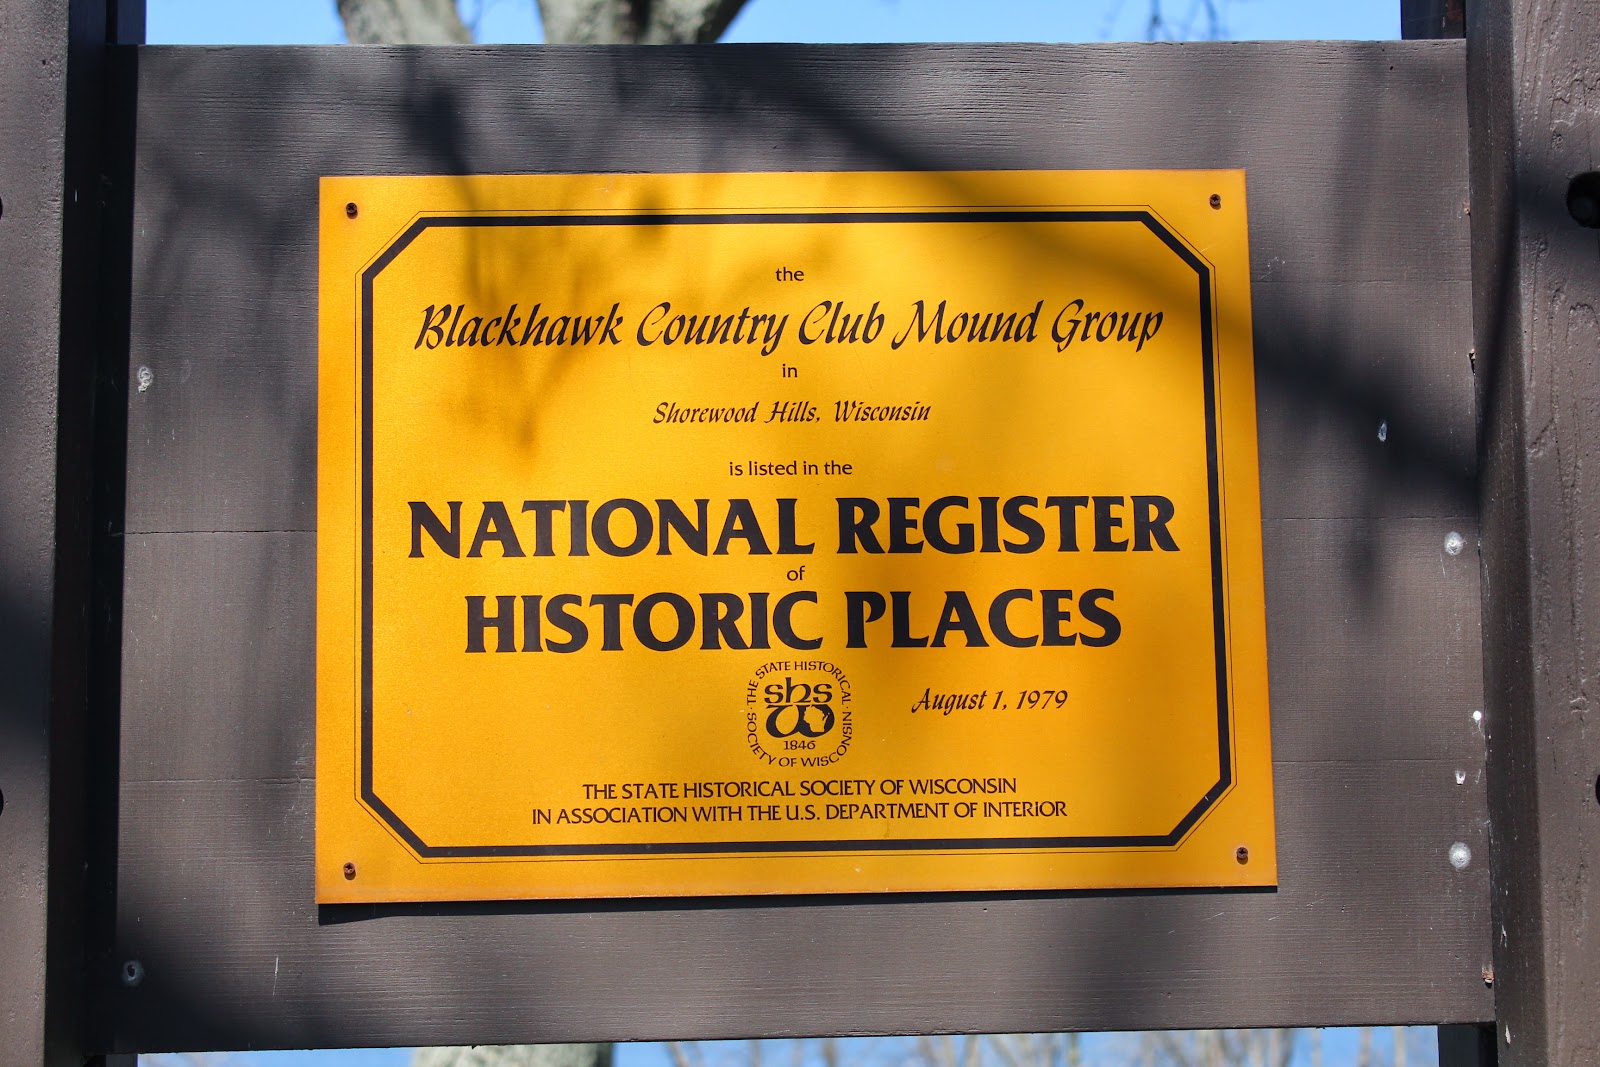 the
Blackhawk Country Club Mound Group
in
Shorewood Hills, Wisconsin
is listed in the
NATIONAL REGISTER
of
HISTORIC PLACES
· THE STATE HISTORICAL · SOCIETY OF WISCONSIN
shs
w
1846
August 1, 1979
THE STATE HISTORICAL SOCIETY OF WISCONSIN
IN ASSOCIATION WITH THE U.S. DEPARTMENT OF INTERIOR